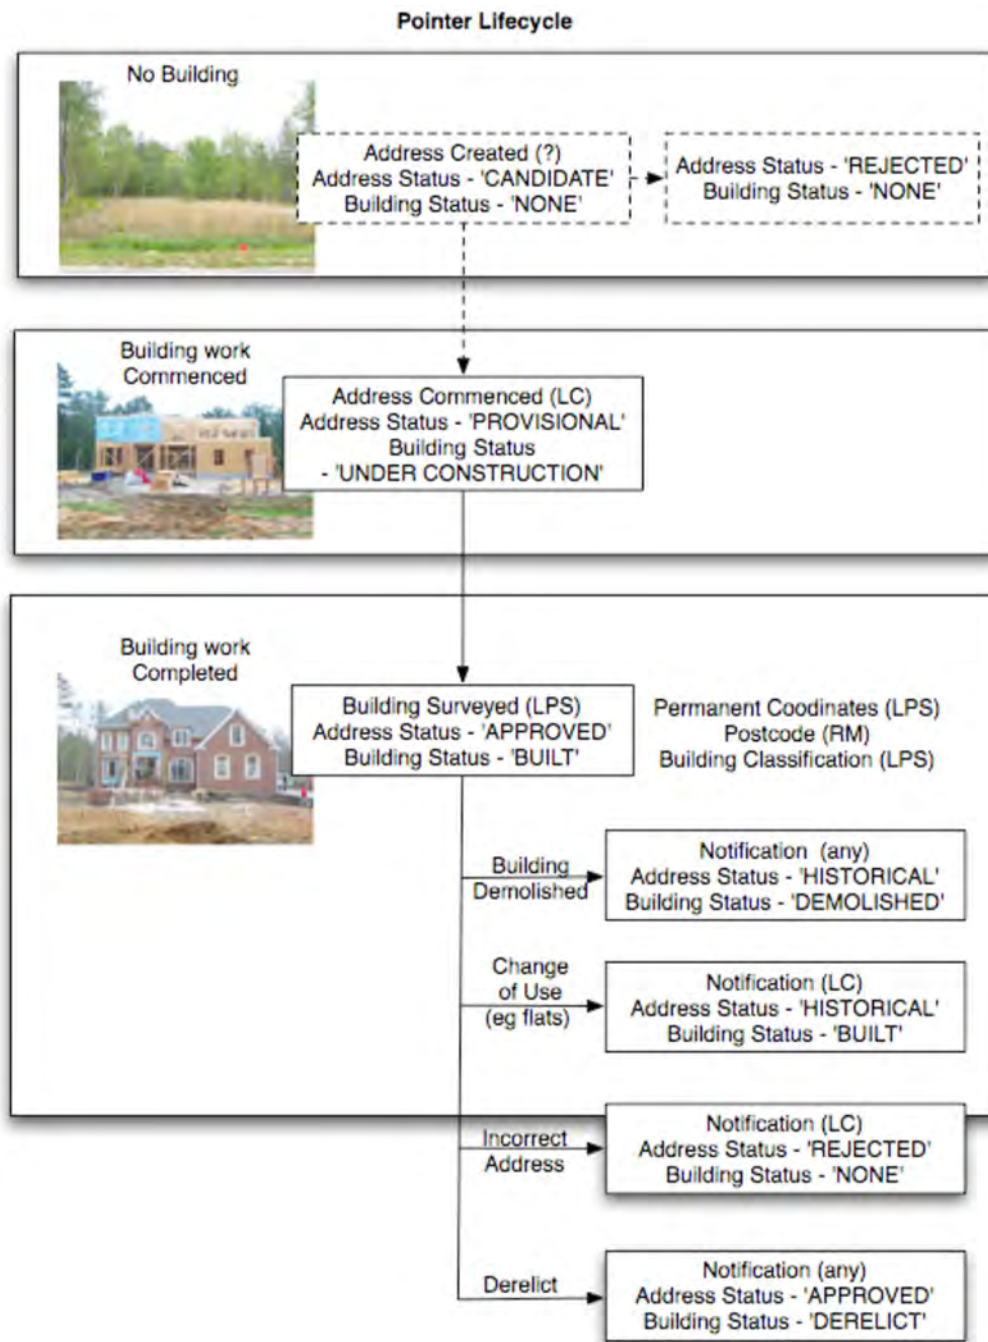 Pointer Lifecycle
No Building
Address Created (?)
Address Status - 'CANDIDATE'
Building Status - 'NONE'
Address Status - 'REJECTED'
Building Status - 'NONE'
Building work
Commenced
Address Commenced (LC)
Address Status - 'PROVISIONAL'
Building Status
- 'UNDER CONSTRUCTION'
Building work
Completed
Building Surveyed (LPS)
Address Status - 'APPROVED'
Building Status - 'BUILT'
Permanent Coodinates (LPS)
Postcode (RM)
Building Classification (LPS)
Building
Demolished
Notification (any)
Address Status - 'HISTORICAL'
Building Status - 'DEMOLISHED'
Change
of Use
(eg flats)
Notification (LC)
Address Status - 'HISTORICAL'
Building Status - 'BUILT'
Incorrect
Address
Notification (LC)
Address Status - 'REJECTED'
Building Status - 'NONE'
Derelict
Notification (any)
Address Status - 'APPROVED'
Building Status - 'DERELICT'